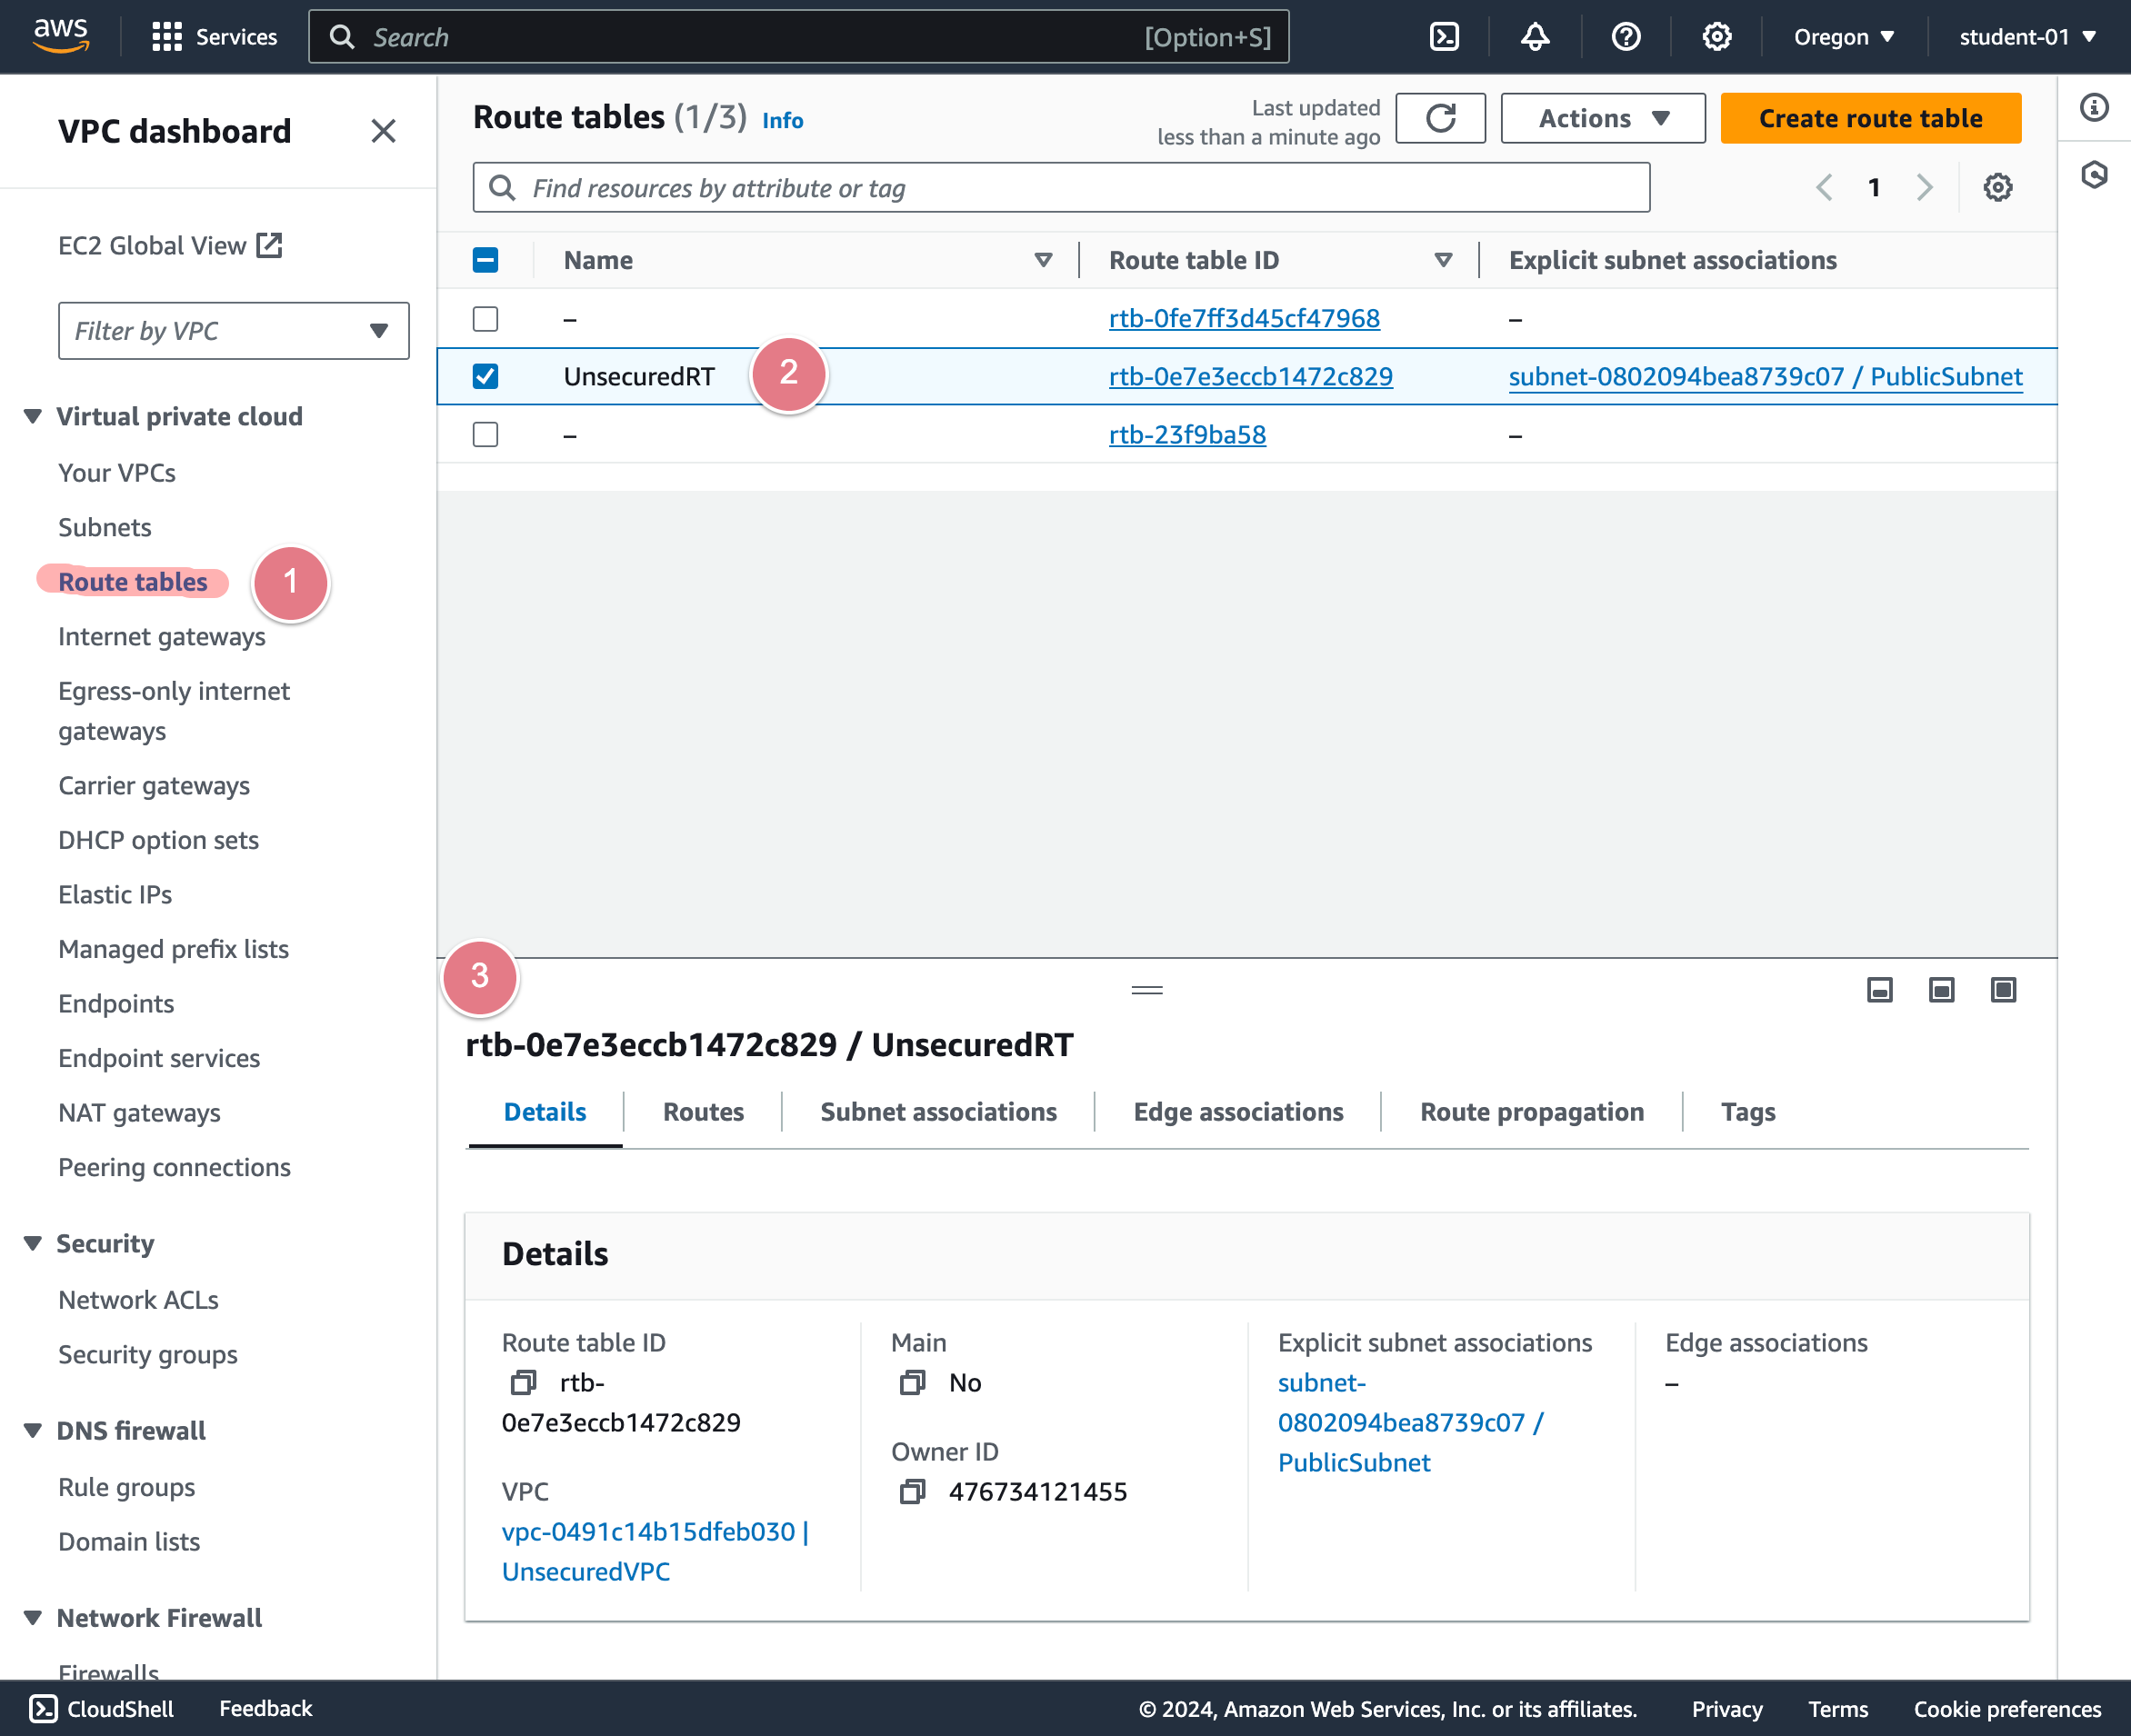 aws
Services
Search
[Option+S]
Oregon
student-01
VPC dashboard
EC2 Global View
Filter by VPC
Virtual private cloud
Your VPCs
Subnets
Route tables
1
Internet gateways
Egress-only internet
gateways
Carrier gateways
DHCP option sets
Elastic IPs
Managed prefix lists
Endpoints
Endpoint services
NAT gateways
Peering connections
Security
Network ACLs
Security groups
DNS firewall
Rule groups
Domain lists
Network Firewall
Firewalls
Route tables (1/3) Info
Last updated
less than a minute ago
Actions
Create route table
Find resources by attribute or tag
1
Name Route table ID Explicit subnet associations
– rtb-0fe7ff3d45cf47968 –
UnsecuredRT 2 rtb-0e7e3eccb1472c829 subnet-0802094bea8739c07 / PublicSubnet
– rtb-23f9ba58 –
3
rtb-0e7e3eccb1472c829 / UnsecuredRT
Details Routes Subnet associations Edge associations Route propagation Tags
Details
Route table ID
rtb-
0e7e3eccb1472c829
VPC
vpc-0491c14b15dfeb030 |
UnsecuredVPC
Main
No
Owner ID
476734121455
Explicit subnet associations
subnet-
0802094bea8739c07 /
PublicSubnet
Edge associations
–
CloudShell Feedback © 2024, Amazon Web Services, Inc. or its affiliates. Privacy Terms Cookie preferences